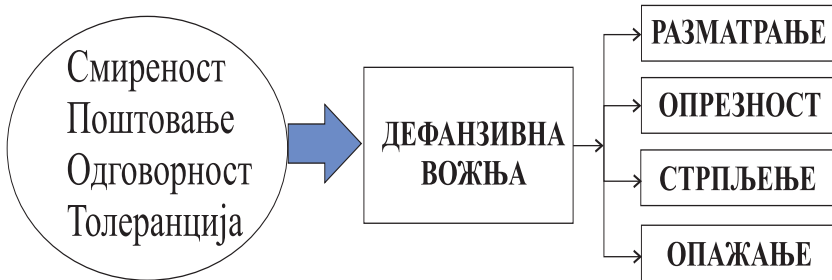 Смиреност
Поштовање
Одговорност
Толеранција
ДЕФАНЗИВНА
ВОЖЊА
РАЗМАТРАЊЕ
ОПРЕЗНОСТ
СТРПЉЕЊЕ
ОПАЖАЊЕ